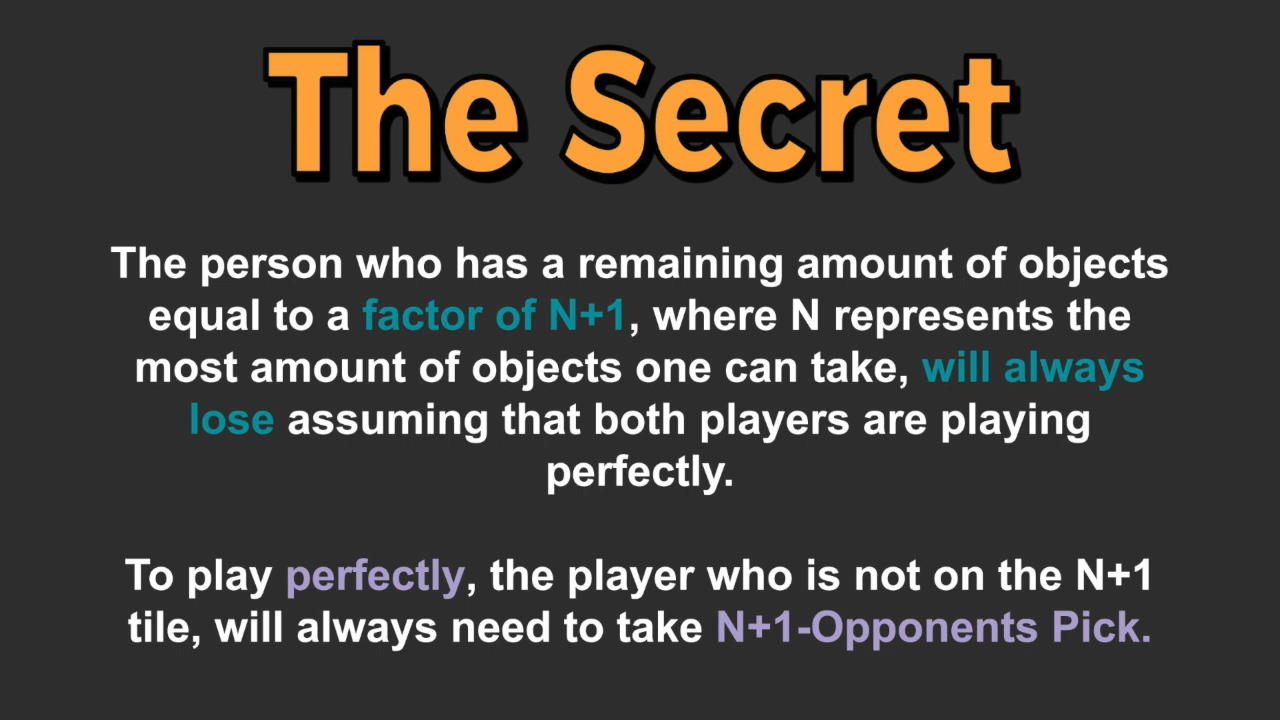 The Secret
The person who has a remaining amount of objects
equal to a factor of N+1, where N represents the
most amount of objects one can take, will always
lose assuming that both players are playing
perfectly.
To play perfectly, the player who is not on the N+1
tile, will always need to take N+1-Opponents Pick.